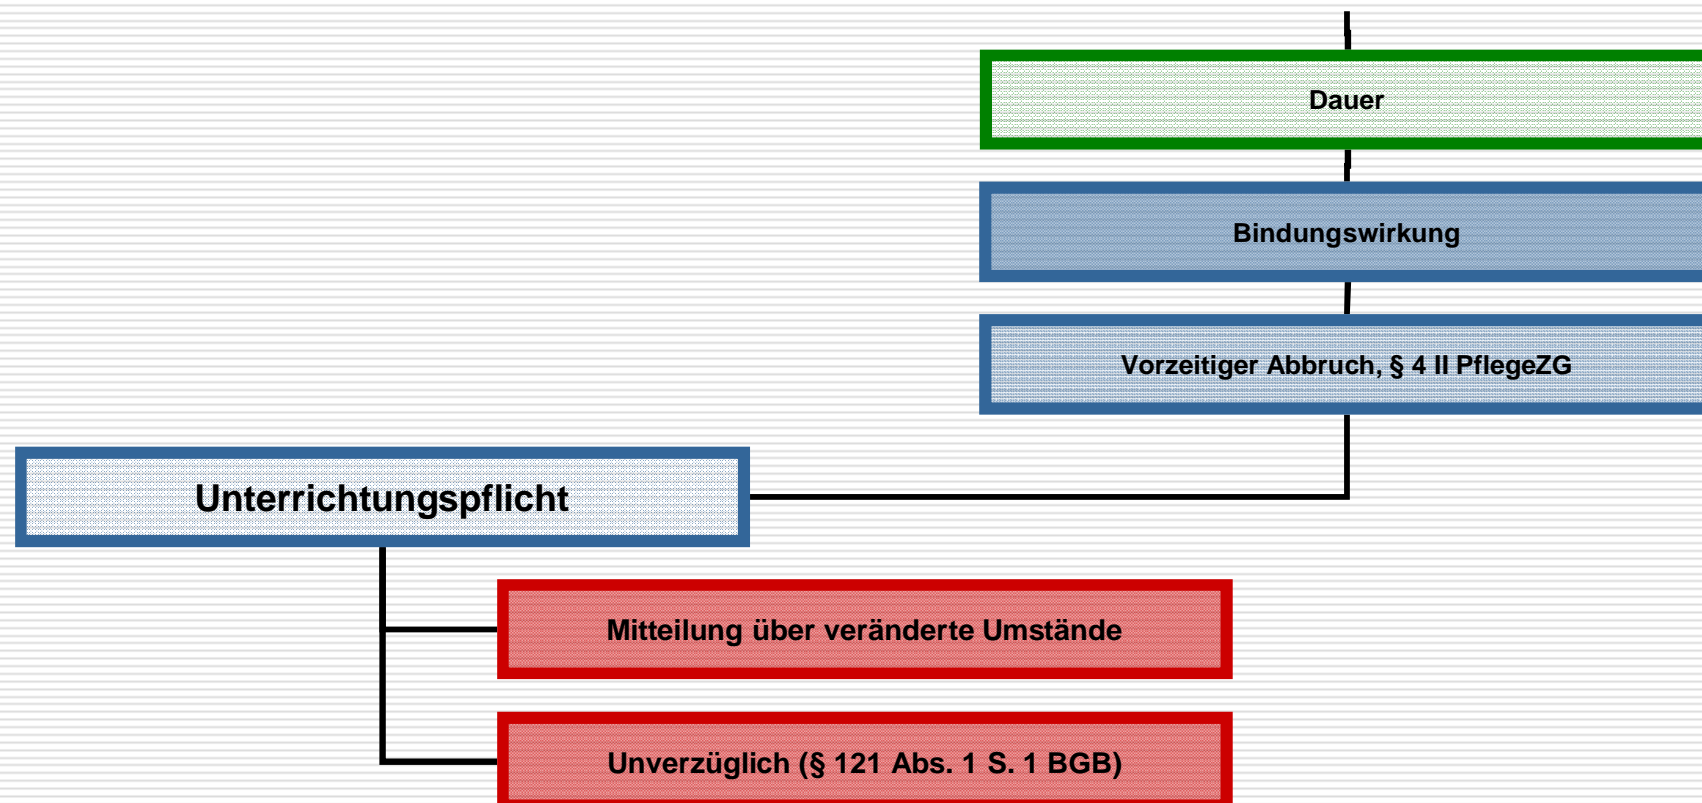 Dauer
Bindungswirkung
Vorzeitiger Abbruch, § 4 II PflegeZG
Unterrichtungspflicht
Mitteilung über veränderte Umstände
Unverzüglich (§ 121 Abs. 1 S. 1 BGB)